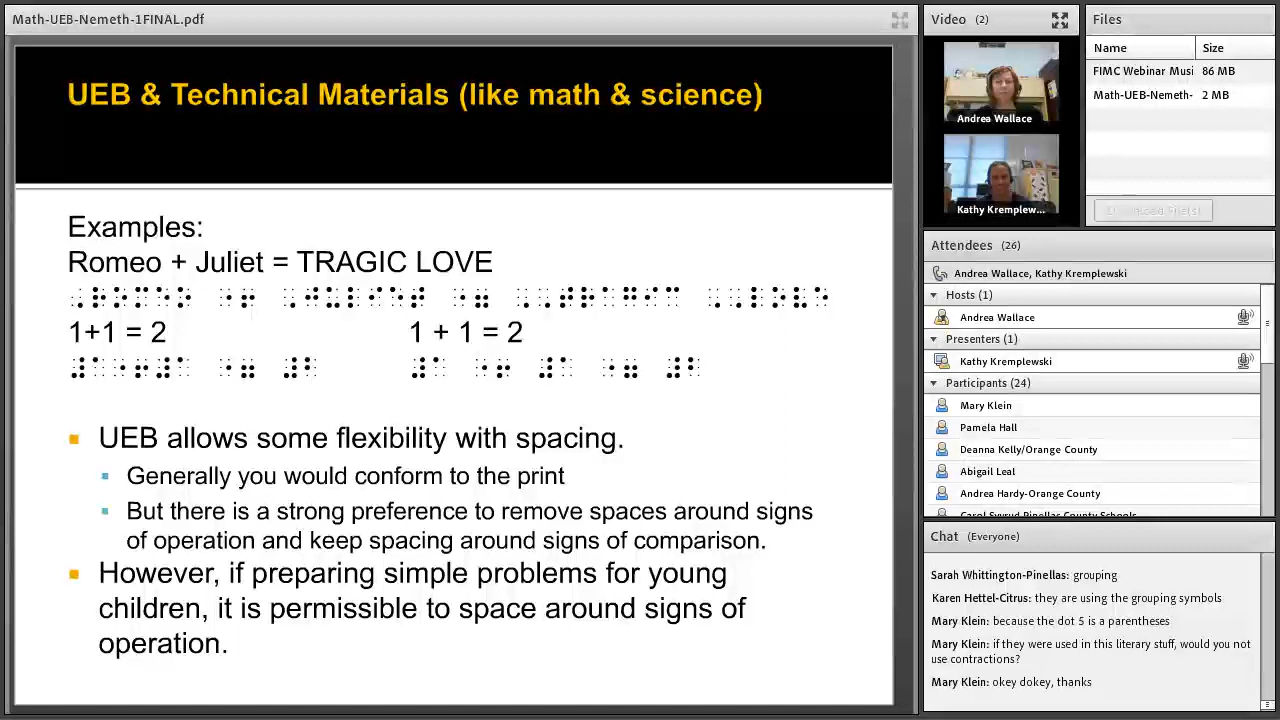 Math-UEB-Nemeth-1FINAL.pdf
UEB & Technical Materials (like math & science)
Examples:
Romeo + Juliet = TRAGIC LOVE
⠠⠗⠕⠍⠑⠕ ⠐⠖ ⠠⠚⠥⠇⠊⠑⠞ ⠐⠶ ⠠⠠⠞⠗⠁⠛⠊⠉ ⠠⠠⠇⠕⠧⠑
1+1 = 2 1 + 1 = 2
⠼⠁⠐⠖⠼⠁ ⠐⠶ ⠼⠃ ⠼⠁ ⠐⠖ ⠼⠁ ⠐⠶ ⠼⠃
UEB allows some flexibility with spacing.
Generally you would conform to the print
But there is a strong preference to remove spaces around signs
of operation and keep spacing around signs of comparison.
However, if preparing simple problems for young
children, it is permissible to space around signs of
operation.
Video (2)
Andrea Wallace
Kathy Kremplew...
Files
Name Size
FIMC Webinar Musi 86 MB
Math-UEB-Nemeth- 2 MB
Attendees (26)
Andrea Wallace, Kathy Kremplewski
Hosts (1)
Andrea Wallace
Presenters (1)
Kathy Kremplewski
Participants (24)
Mary Klein
Pamela Hall
Deanna Kelly/Orange County
Abigail Leal
Andrea Hardy-Orange County
Chat (Everyone)
Sarah Whittington-Pinellas: grouping
Karen Hettel-Citrus: they are using the grouping symbols
Mary Klein: because the dot 5 is a parentheses
Mary Klein: if they were used in this literary stuff, would you not
use contractions?
Mary Klein: okey dokey, thanks